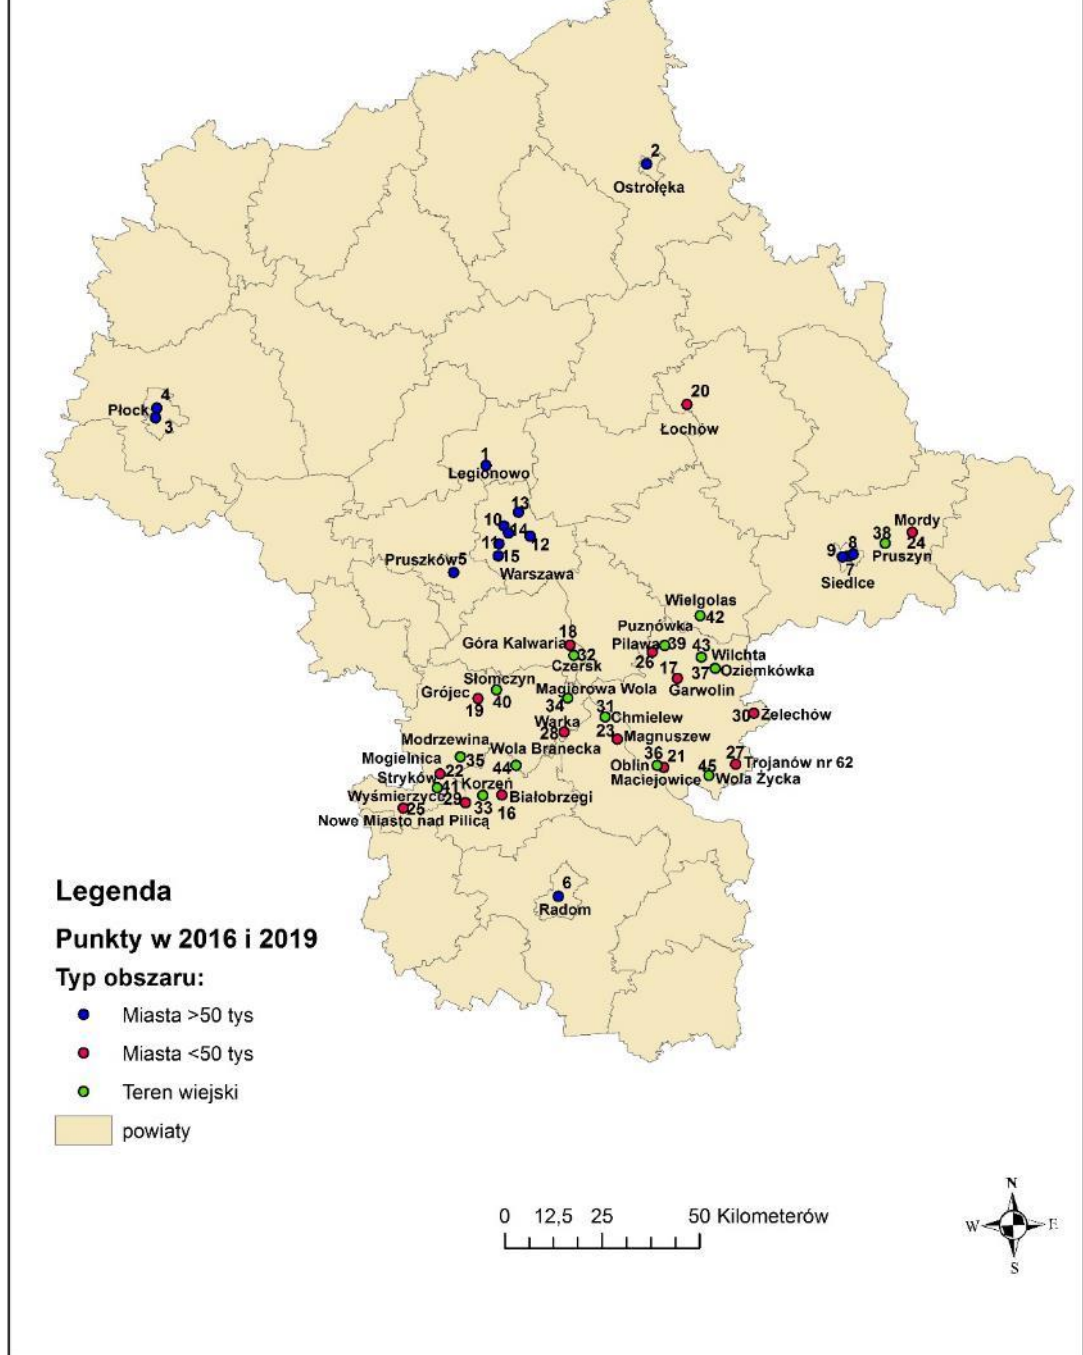 2
Ostrołęka
4
Płock
3
20
Łochów
1
Legionowo
13
10
14
11
12
15
Pruszków 5
Warszawa
Mordy
38
24
Pruszyn
9
8
7
Siedlce
Wielgolas
42
Puznówka
18
Góra Kalwaria
Pilawa
39
43
32
Czersk
26
Wilchta
17
37
Oziemkówka
Garwolin
Słomczyn
40
Grójec
19
Magierowa Wola
34
31
Chmielew
30
Żelechów
Warka
28
23
Magnuszew
Modrzewina
35
Wola Branecka
44
36
21
Oblin
Maciejowice
27
Trojanów nr 62
45
Wola Życka
Mogielnica
22
Stryków
41
Korzeń
Wyśmierzyce
29
33
16
Białobrzegi
25
Nowe Miasto nad Pilicą
6
Radom
Legenda
Punkty w 2016 i 2019
Typ obszaru:
Miasta >50 tys
Miasta <50 tys
Teren wiejski
powiaty
0 12,5 25 50 Kilometerów
N
W E
S